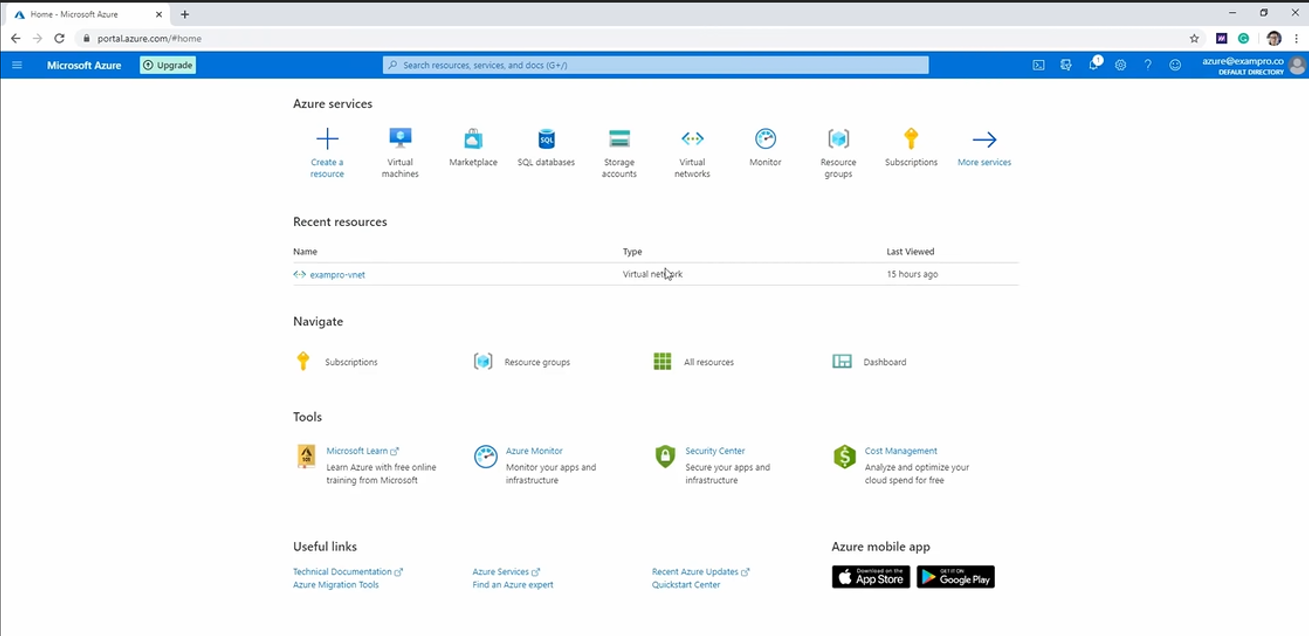 Home - Microsoft Azure
portal.azure.com/#home
Microsoft Azure
Upgrade
Search resources, services, and docs (G+/)
1
azure@exampro.co
DEFAULT DIRECTORY
Azure services
Create a
resource
Virtual
machines
Marketplace
SQL
SQL databases
Storage
accounts
Virtual
networks
Monitor
Resource
groups
Subscriptions
More services
Recent resources
Name Type Last Viewed
exampro-vnet Virtual network 15 hours ago
Navigate
Subscriptions Resource groups All resources Dashboard
Tools
Microsoft Learn
Learn Azure with free online
training from Microsoft
Azure Monitor
Monitor your apps and
infrastructure
Security Center
Secure your apps and
infrastructure
Cost Management
Analyze and optimize your
cloud spend for free
Useful links
Technical Documentation Azure Services Recent Azure Updates
Azure Migration Tools Find an Azure expert Quickstart Center
Azure mobile app
Download on the
App Store
GET IT ON
Google Play